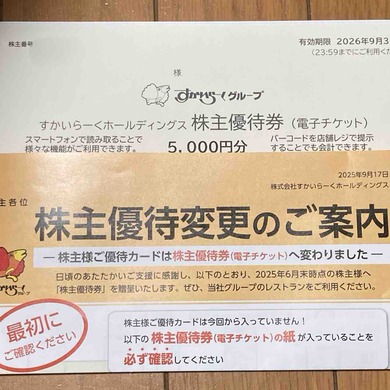 株主番号
有効期限 2026年9月3
(23:59までにご利用くだ
様
すかいらーくグループ
すかいらーくホールディングス 株主優待券(電子チケット)
スマートフォンで読み取ることで
様々な機能がご利用できます。
5,000円分
バーコードを店舗レジで提示
することでも会計できます。
2025年9月17日
株式会社すかいらーくホールディングス
主各位
株主優待変更のご案内
― 株主様ご優待カードは株主優待券(電子チケット)へ変わりました ―
日頃のあたたかいご支援に感謝し、以下のとおり、2025年6月末時点の株主様へ
「株主優待券」を贈呈いたします。ぜひ、当社グループのレストランをご利用ください。
最初に
ご確認ください
株主様ご優待カードは今回から入っていません!
以下の 株主優待券(電子チケット)の紙 が入っていることを
必ず確認してください